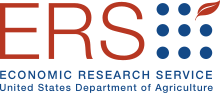 ERS
ECONOMIC RESEARCH SERVICE
United States Department of Agriculture